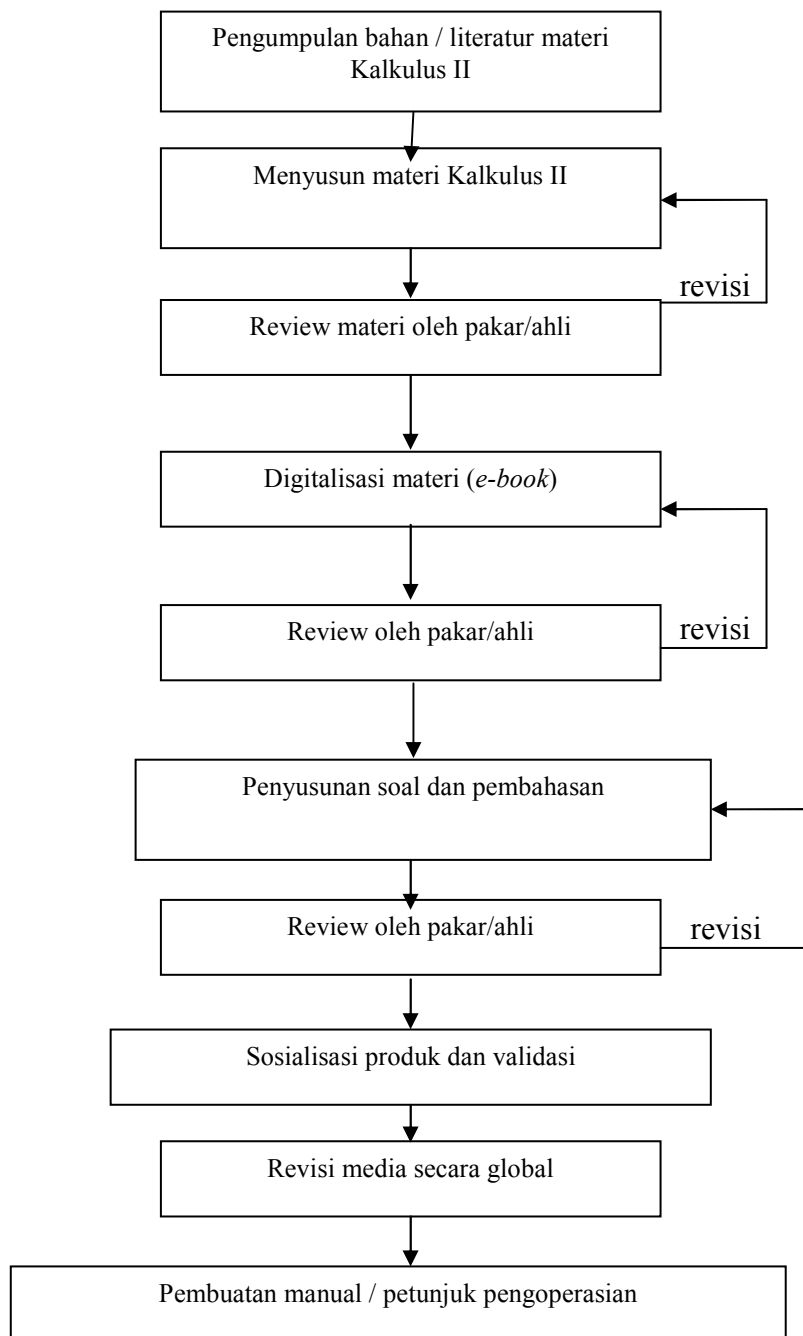 Pengumpulan bahan / literatur materi
Kalkulus II
Menyusun materi Kalkulus II
revisi
Review materi oleh pakar/ahli
Digitalisasi materi (e-book)
Review oleh pakar/ahli
revisi
Penyusunan soal dan pembahasan
Review oleh pakar/ahli
revisi
Sosialisasi produk dan validasi
Revisi media secara global
Pembuatan manual / petunjuk pengoperasian